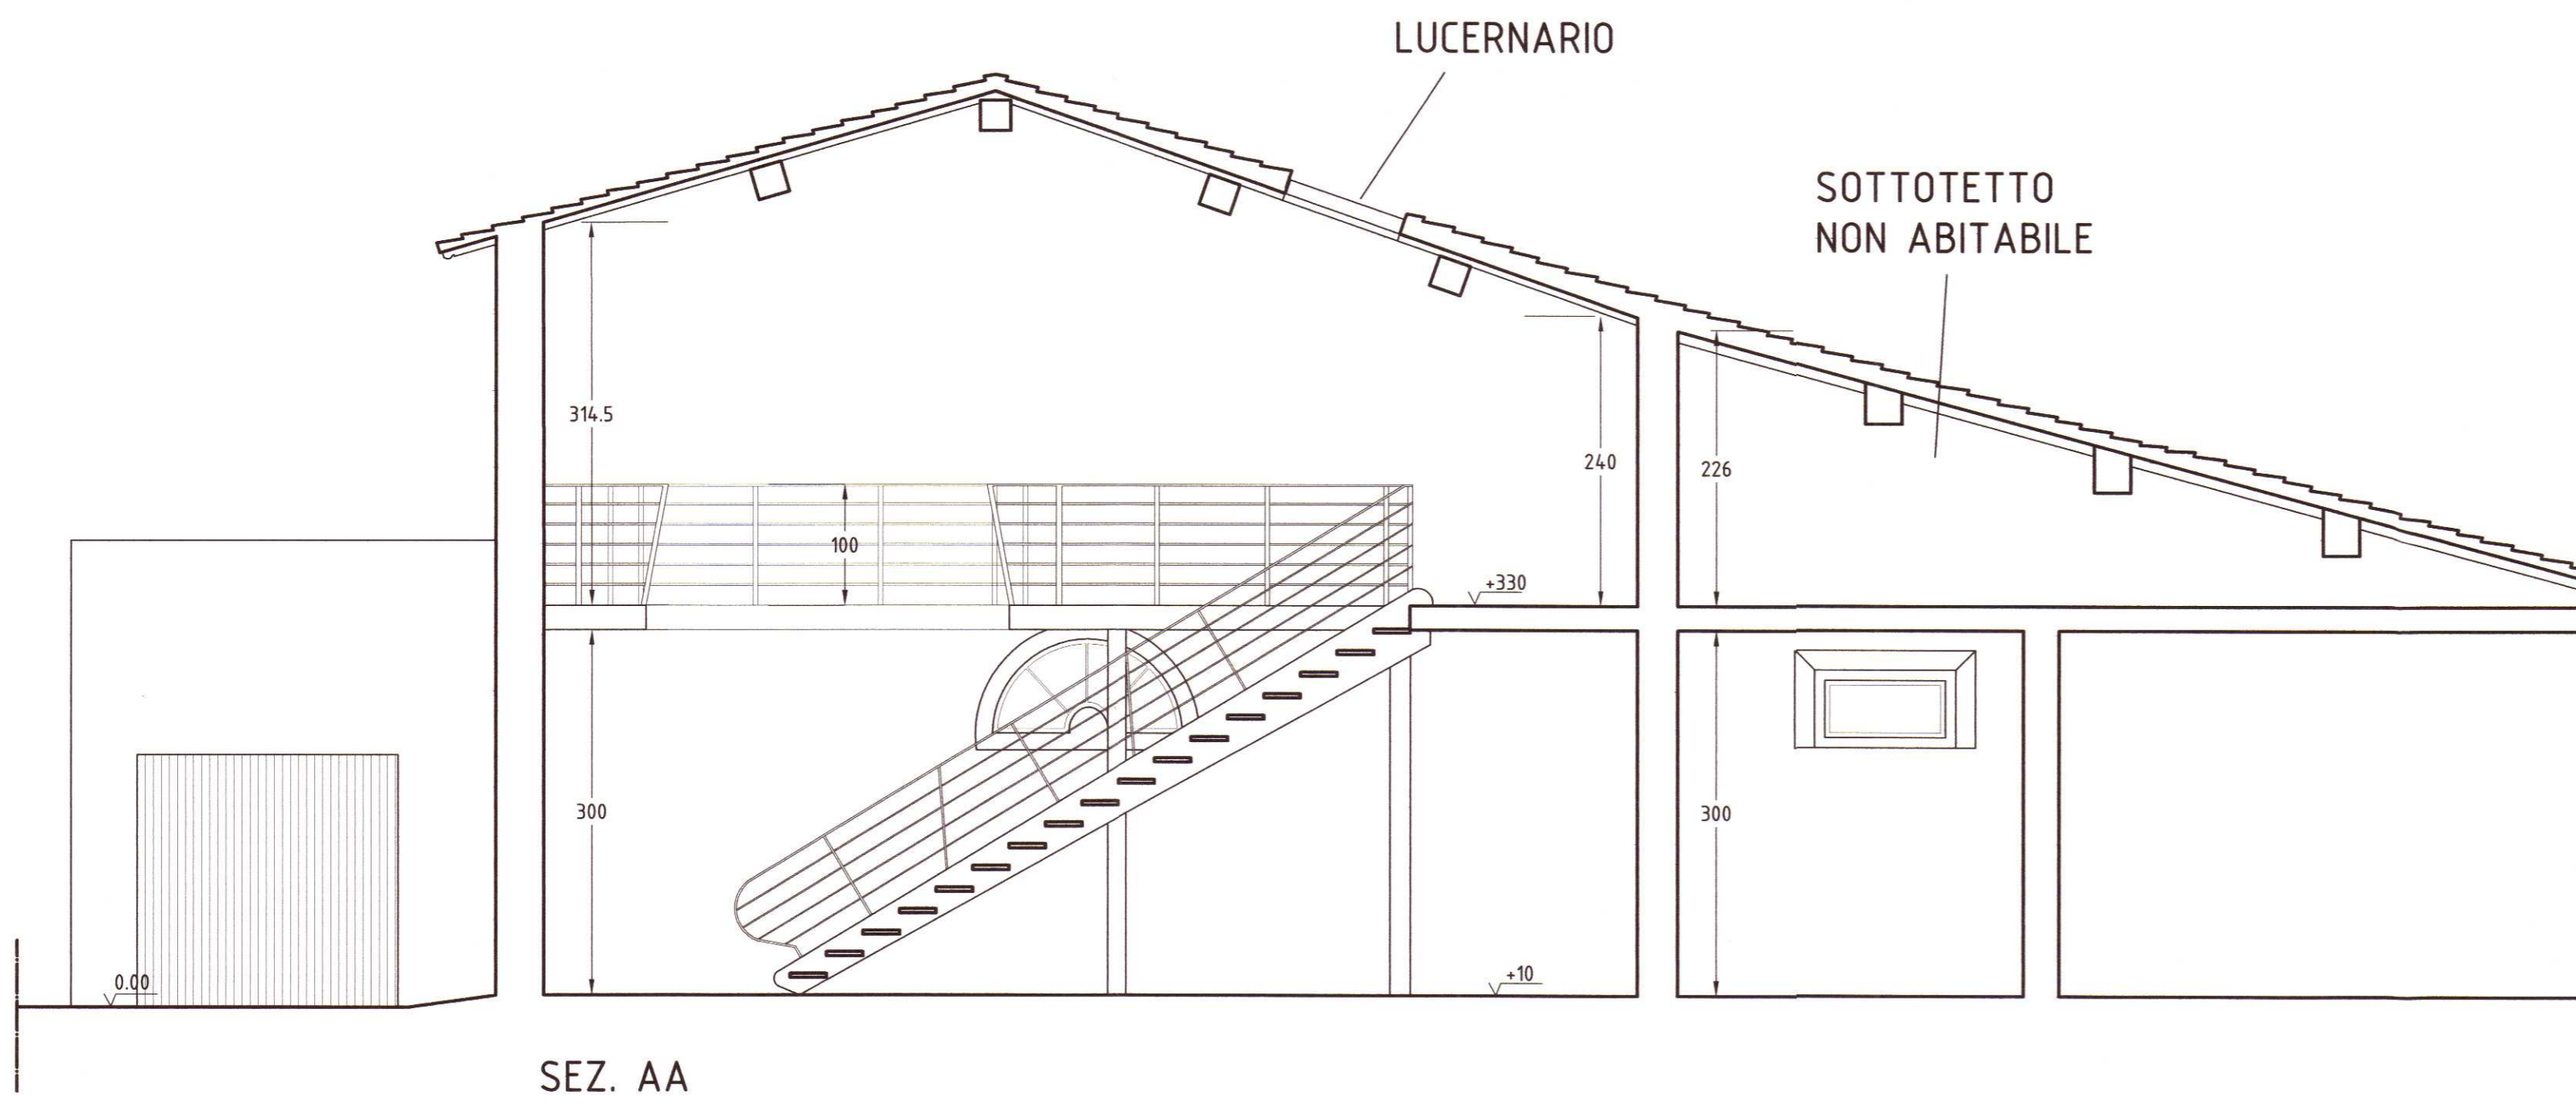 LUCERNARIO
SOTTOTETTO
NON ABITABILE
314.5
240
226
100
+330
300
300
0.00
+10
SEZ. AA